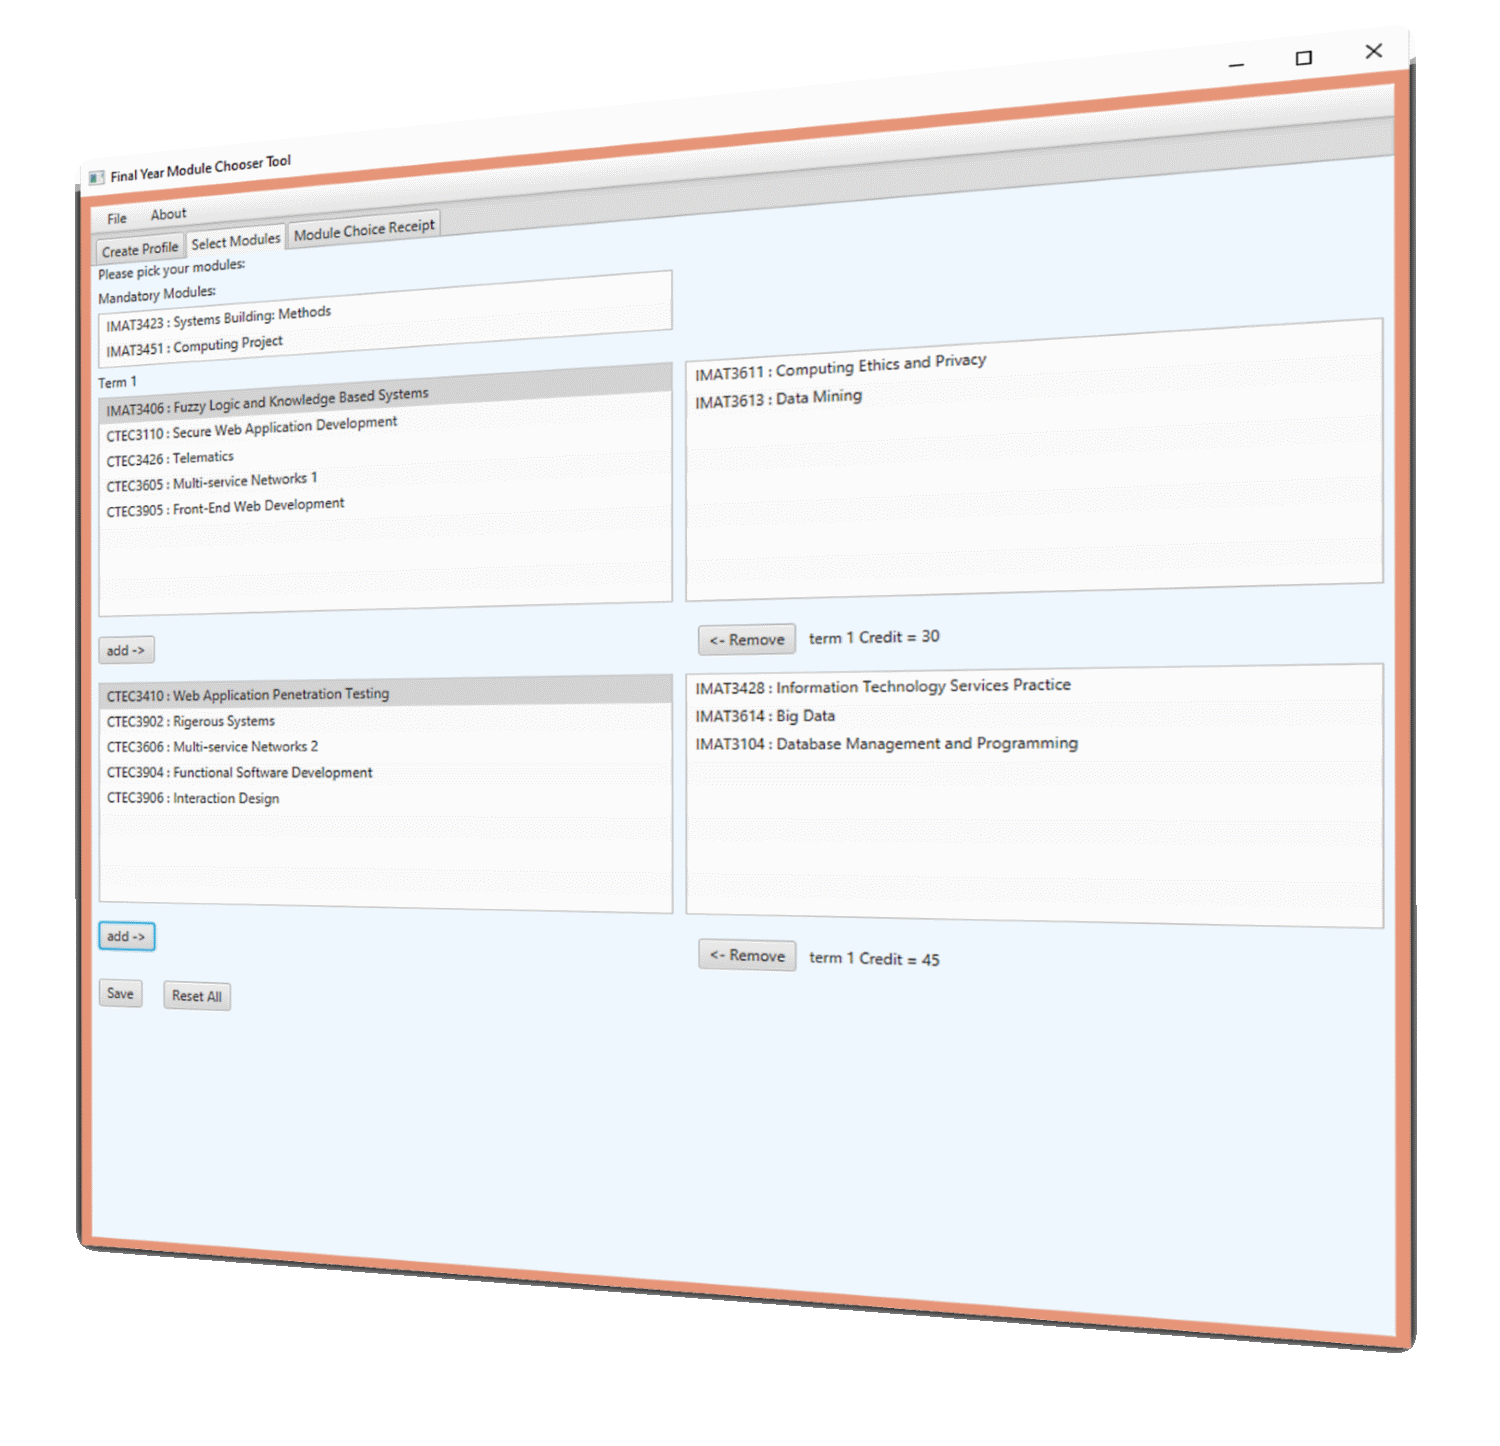 Final Year Module Chooser Tool
File About
Create Profile Select Modules Module Choice Receipt
Please pick your modules:
Mandatory Modules:
IMAT3423 : Systems Building: Methods
IMAT3451 : Computing Project
Term 1
IMAT3406 : Fuzzy Logic and Knowledge Based Systems
CTEC3110 : Secure Web Application Development
CTEC3426 : Telematics
CTEC3605 : Multi-service Networks 1
CTEC3905 : Front-End Web Development
IMAT3611 : Computing Ethics and Privacy
IMAT3613 : Data Mining
add ->
<- Remove term 1 Credit = 30
CTEC3410 : Web Application Penetration Testing
CTEC3902 : Rigerous Systems
CTEC3606 : Multi-service Networks 2
CTEC3904 : Functional Software Development
CTEC3906 : Interaction Design
IMAT3428 : Information Technology Services Practice
IMAT3614 : Big Data
IMAT3104 : Database Management and Programming
add ->
<- Remove term 1 Credit = 45
Save Reset All